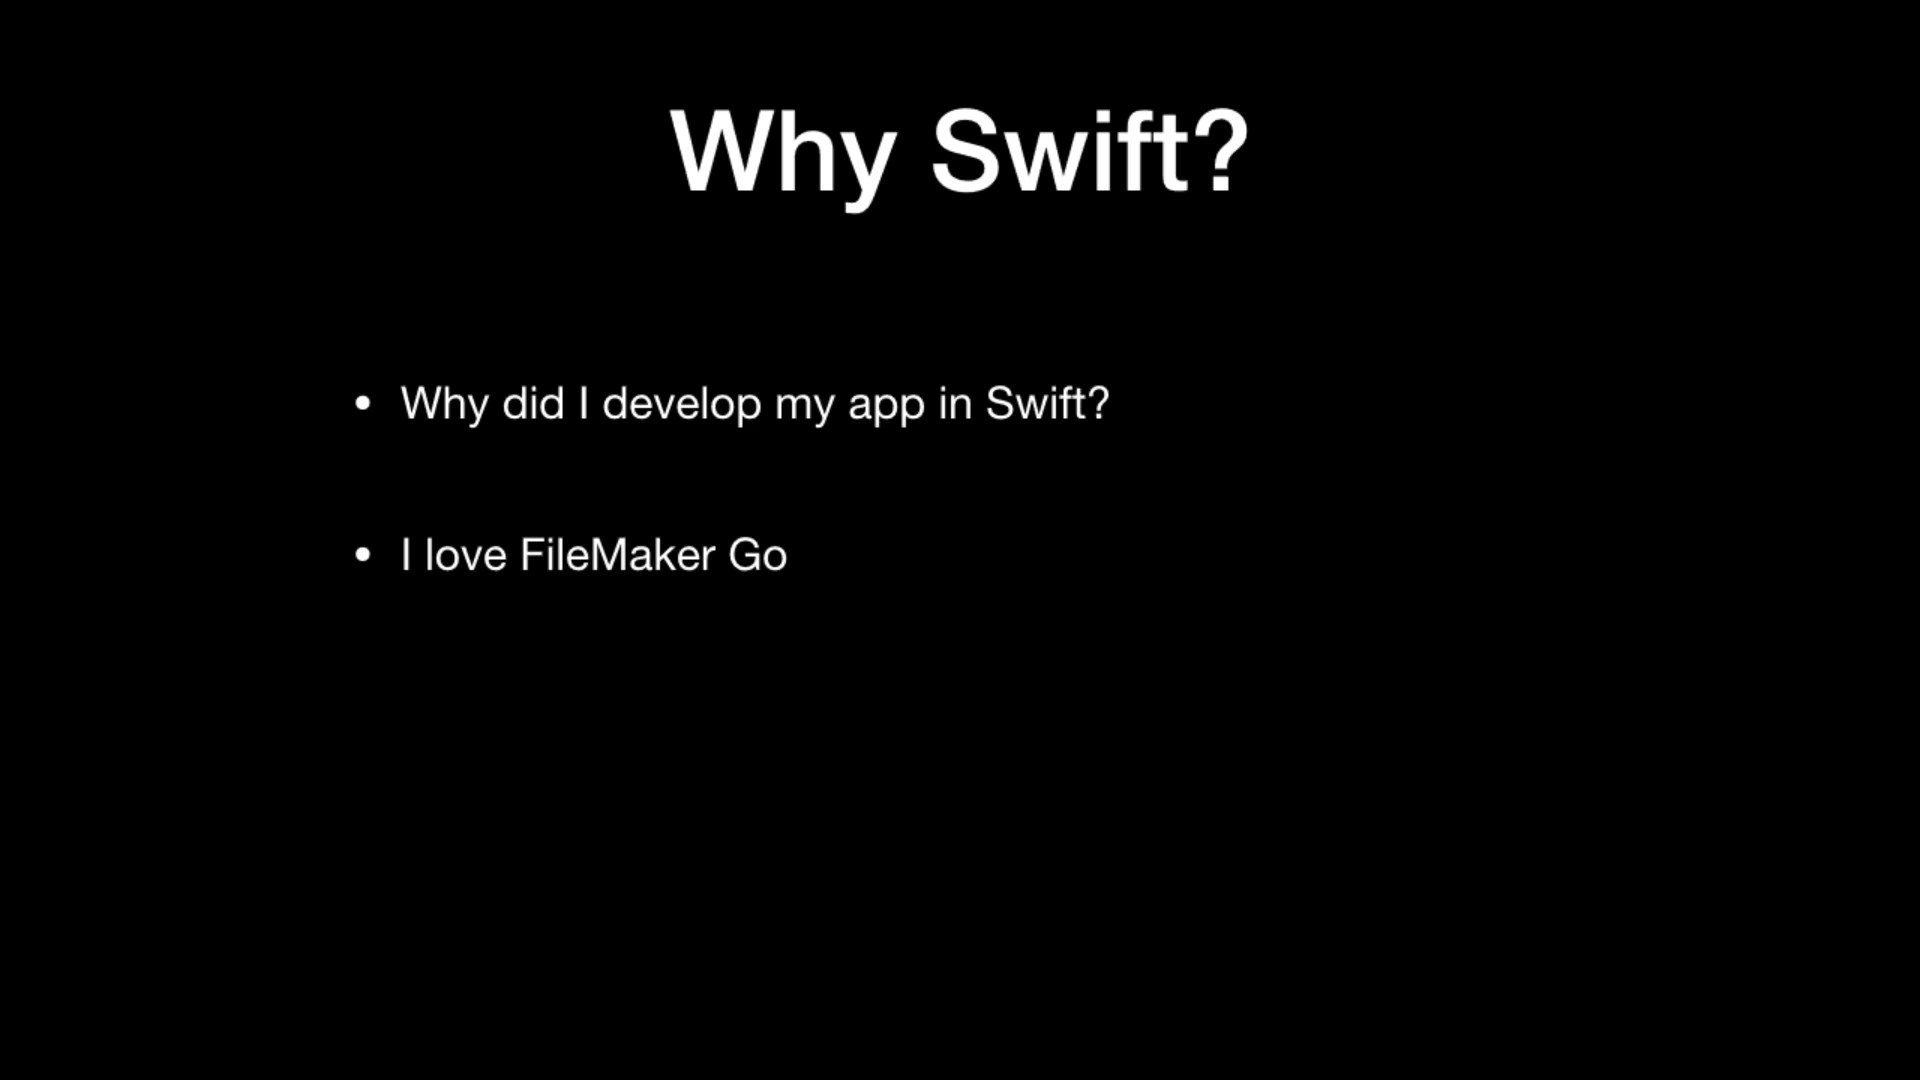 Why Swift?
• Why did I develop my app in Swift?
• I love FileMaker Go